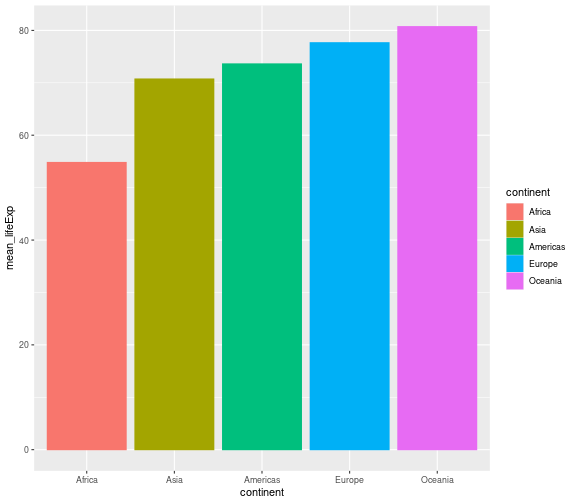 80
60
40
20
0
mean_lifeExp
Africa Asia Americas Europe Oceania
continent
continent
Africa
Asia
Americas
Europe
Oceania